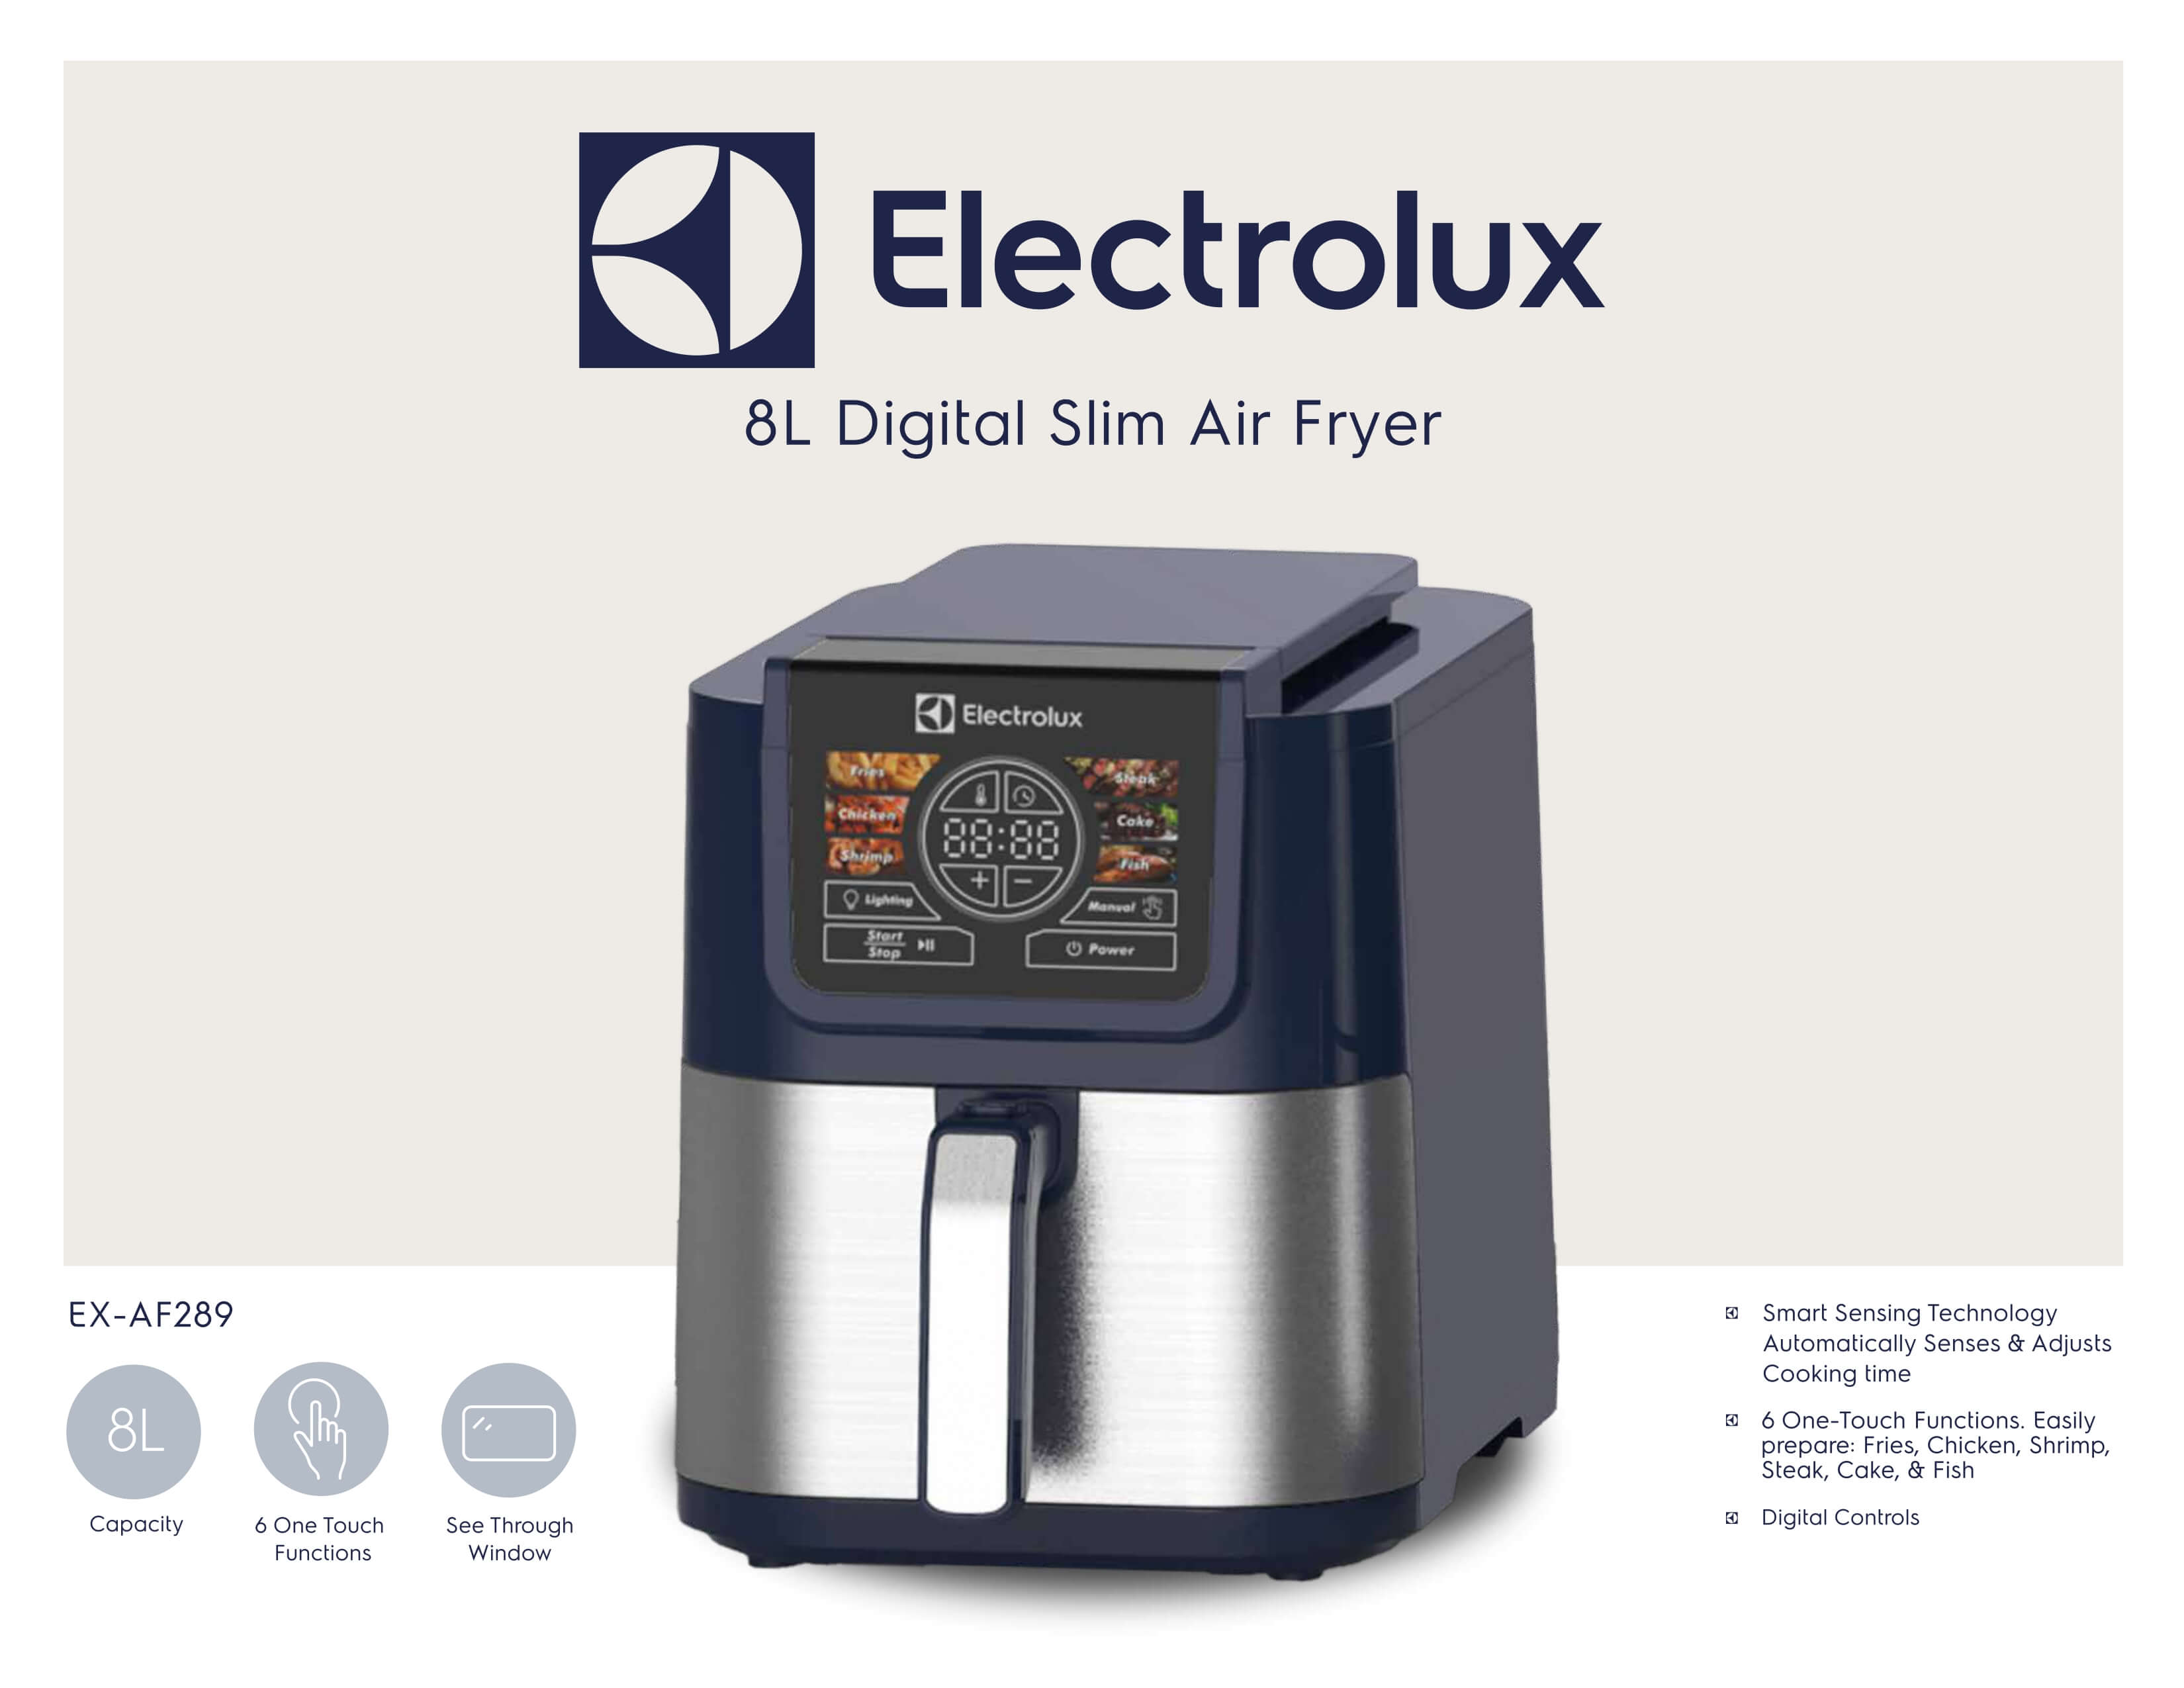 Electrolux
8L Digital Slim Air Fryer
Electrolux
Fries
Chicken
Shrimp
Steak
Cake
Fish
88:88
Lighting
Manual
Start
Stop
Power
EX-AF289
8L
Capacity
6 One Touch
Functions
See Through
Window
Smart Sensing Technology
Automatically Senses & Adjusts
Cooking time
6 One-Touch Functions. Easily
prepare: Fries, Chicken, Shrimp,
Steak, Cake, & Fish
Digital Controls